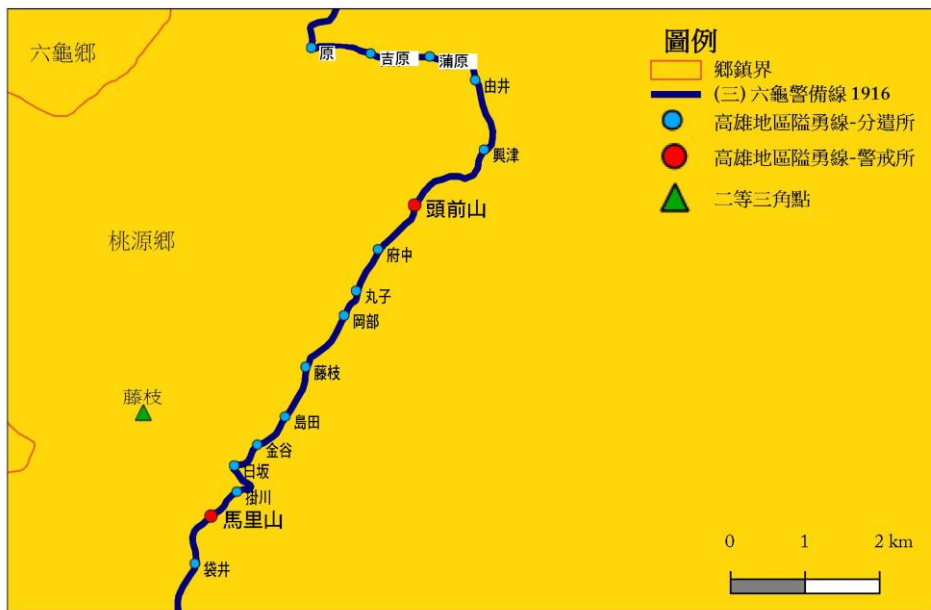 六龜鄉
原
吉原
蒲原
由井
興津
頭前山
桃源鄉
府中
丸子
岡部
藤枝
藤枝
島田
金谷
日坂
掛川
馬里山
袋井
圖例
鄉鎮界
(三) 六龜警備線 1916
高雄地區隘勇線-分遣所
高雄地區隘勇線-警戒所
二等三角點
0 1 2 km